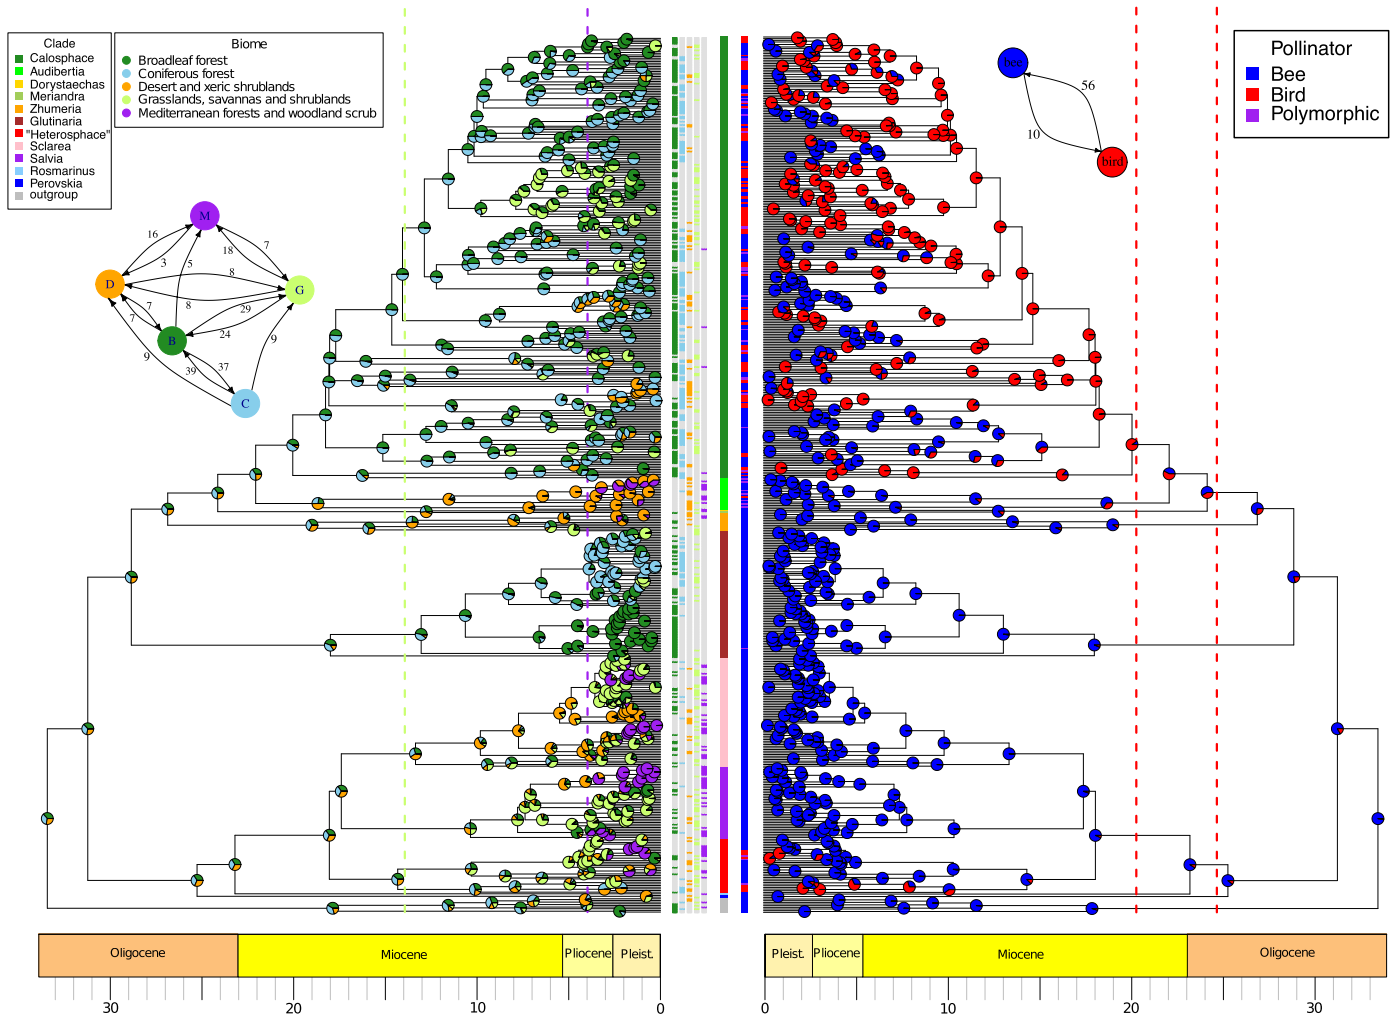 Clade
Calosphace
Audibertia
Dorystaechas
Meriandra
Zhumeria
Glutinaria
"Heterosphace"
Sclarea
Salvia
Rosmarinus
Perovskia
outgroup
Biome
Broadleaf forest
Coniferous forest
Desert and xeric shrublands
Grasslands, savannas and shrublands
Mediterranean forests and woodland scrub
M
D
G
B
C
16
3
5
18
7
8
8
7
7
29
24
9
9
39
37
bee
bird
56
10
Pollinator
Bee
Bird
Polymorphic
Oligocene
Miocene
Pliocene
Pleist.
30
20
10
0
Pleist.
Pliocene
Miocene
Oligocene
0
10
20
30